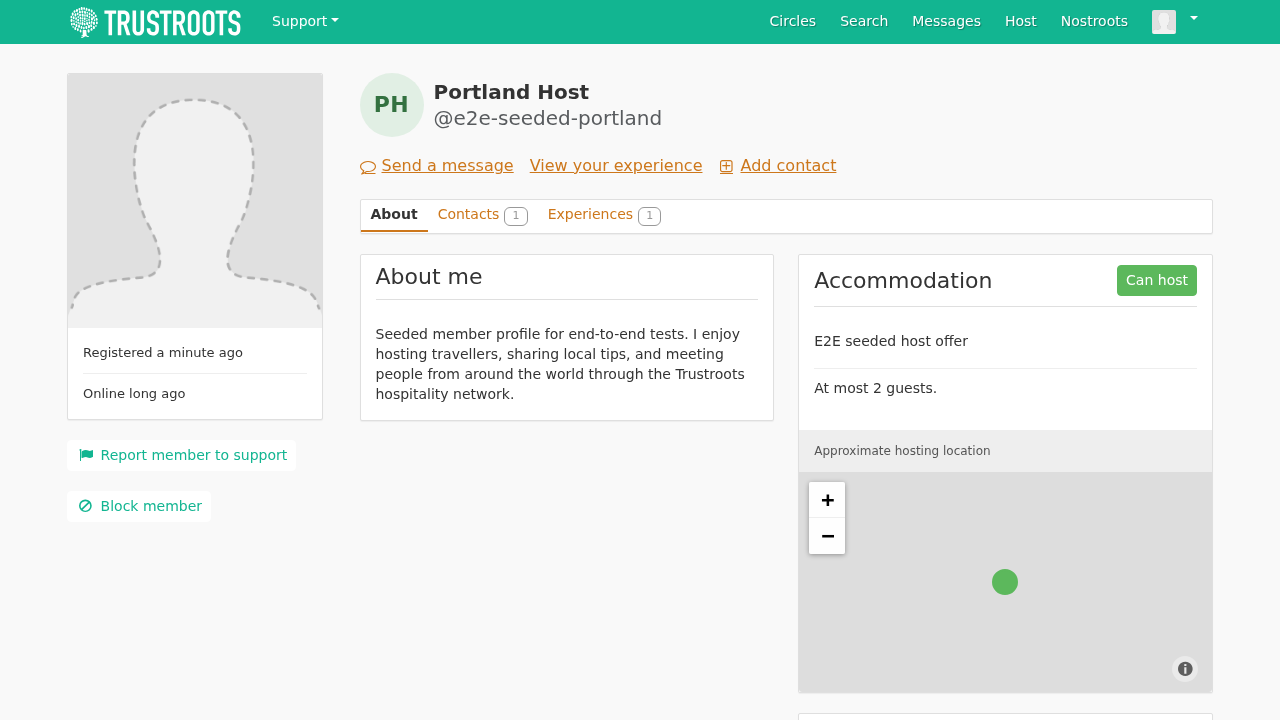 TRUSTROOTS
Support
Circles
Search
Messages
Host
Nostroots
PH
Portland Host
@e2e-seeded-portland
Send a message
View your experience
Add contact
About
Contacts 1
Experiences 1
Registered a minute ago
Online long ago
Report member to support
Block member
About me
Seeded member profile for end-to-end tests. I enjoy
hosting travellers, sharing local tips, and meeting
people from around the world through the Trustroots
hospitality network.
Accommodation
Can host
E2E seeded host offer
At most 2 guests.
Approximate hosting location
+
−